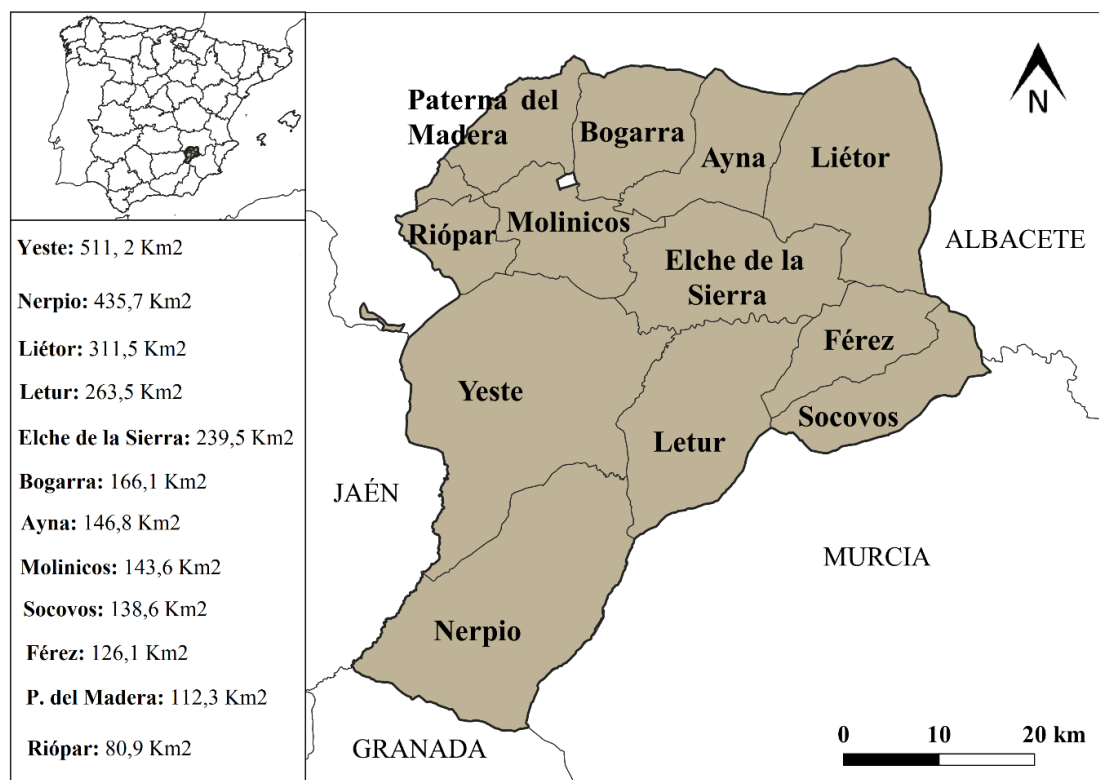 Yeste: 511, 2 Km2
Nerpio: 435,7 Km2
Liétor: 311,5 Km2
Letur: 263,5 Km2
Elche de la Sierra: 239,5 Km2
Bogarra: 166,1 Km2
Ayna: 146,8 Km2
Molinicos: 143,6 Km2
Socovos: 138,6 Km2
Férez: 126,1 Km2
P. del Madera: 112,3 Km2
Riópar: 80,9 Km2
N
Paterna del
Madera
Bogarra
Ayna
Liétor
Riópar
Molinicos
Elche de la
Sierra
ALBACETE
Férez
Yeste
Socovos
Letur
JAÉN
MURCIA
Nerpio
GRANADA
0 10 20 km